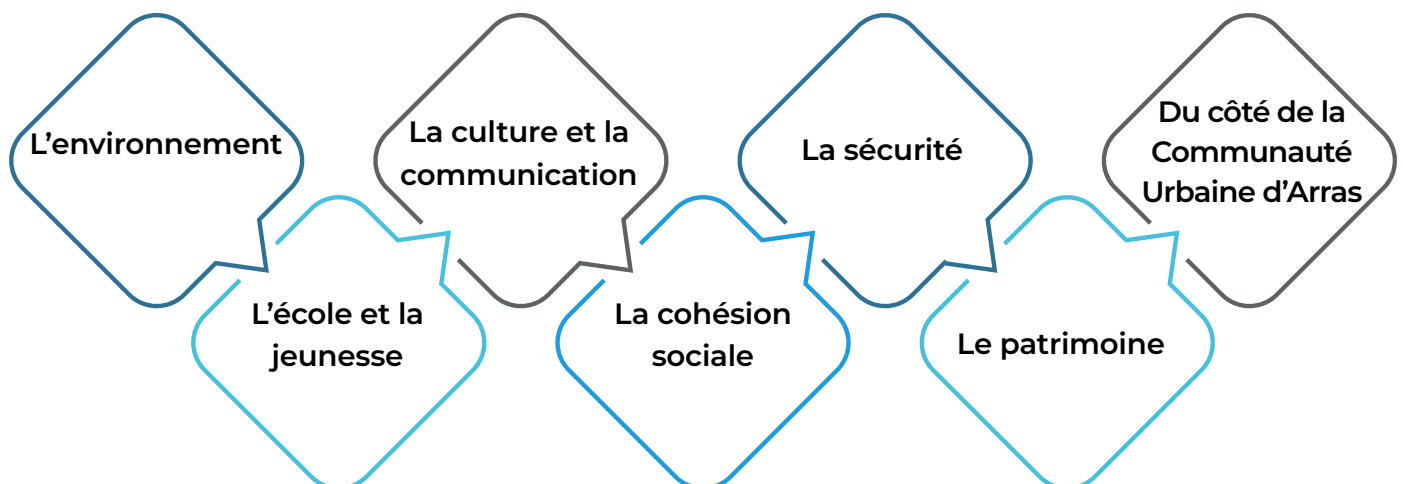 L’environnement
L’école et la
jeunesse
La culture et la
communication
La cohésion
sociale
La sécurité
Le patrimoine
Du côté de la
Communauté
Urbaine d’Arras